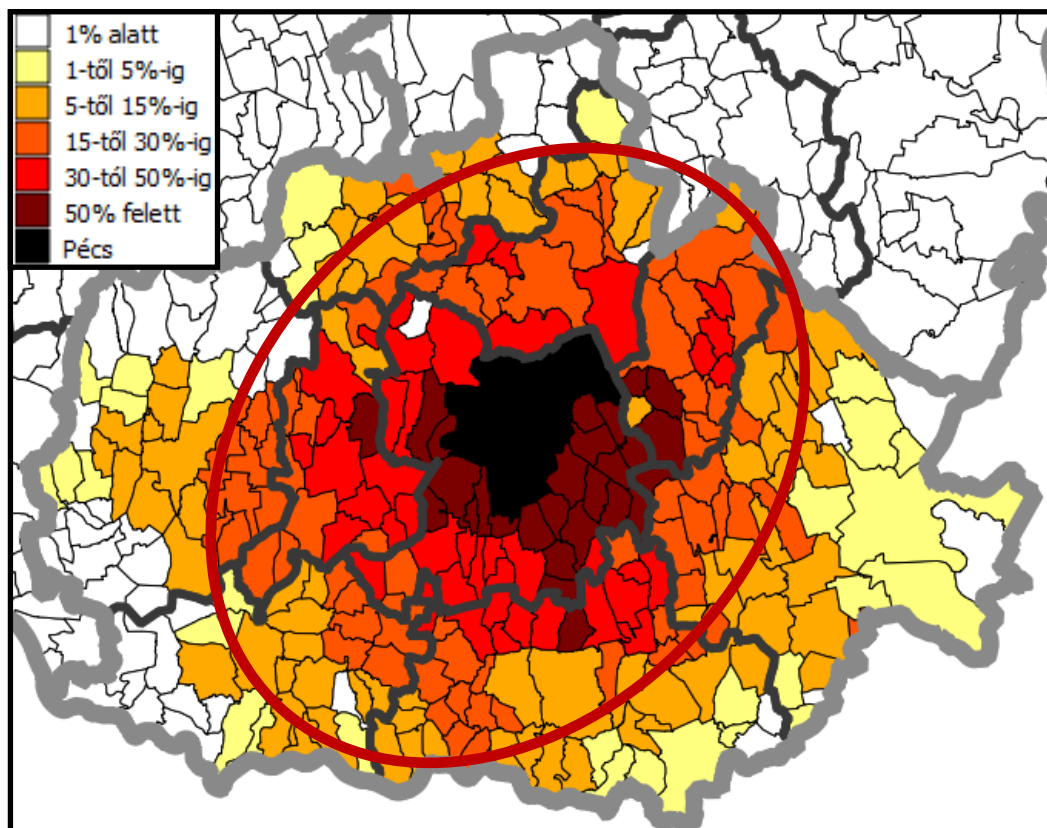 1% alatt
1-től 5%-ig
5-től 15%-ig
15-től 30%-ig
30-tól 50%-ig
50% felett
Pécs